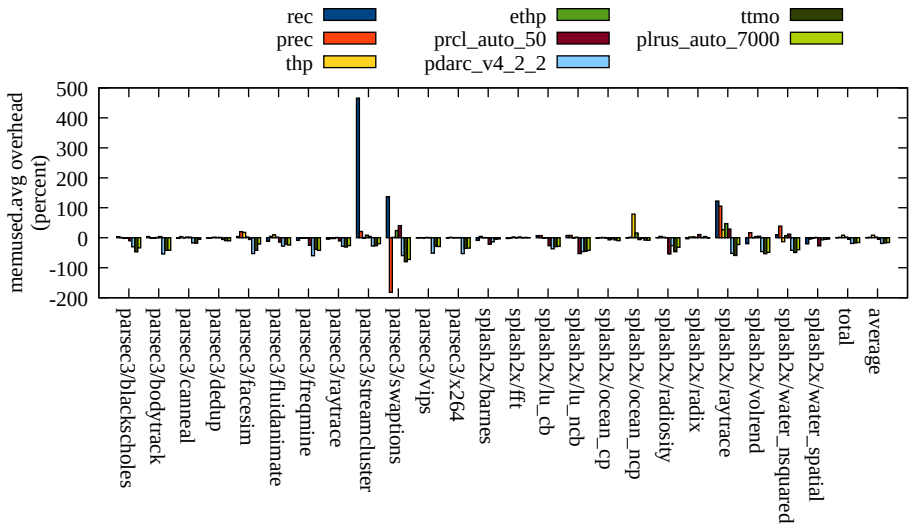 rec
prec
thp
ethp
prcl_auto_50
pdarc_v4_2_2
ttmo
plrus_auto_7000
memused.avg overhead
(percent)
500
400
300
200
100
0
-100
-200
parsec3/blackscholes
parsec3/bodytrack
parsec3/canneal
parsec3/dedup
parsec3/facesim
parsec3/fluidanimate
parsec3/freqmine
parsec3/raytrace
parsec3/streamcluster
parsec3/swaptions
parsec3/vips
parsec3/x264
splash2x/barnes
splash2x/fft
splash2x/lu_cb
splash2x/lu_ncb
splash2x/ocean_cp
splash2x/ocean_ncp
splash2x/radiosity
splash2x/radix
splash2x/raytrace
splash2x/volrend
splash2x/water_nsquared
splash2x/water_spatial
total
average